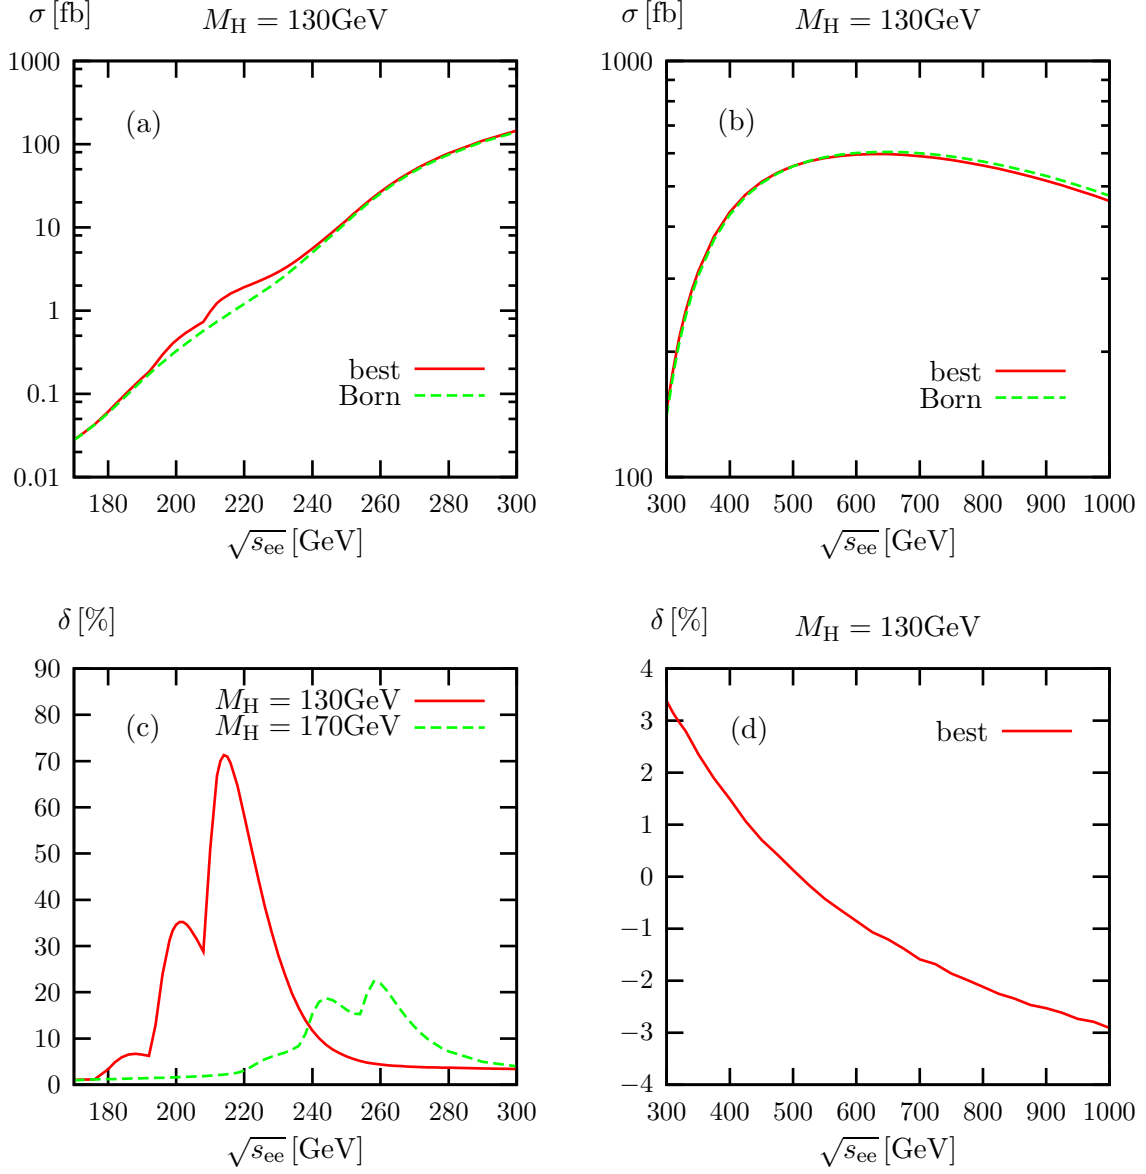 σ [fb]
M_H = 130GeV
1000
100
10
1
0.1
0.01
(a)
best
Born
180 200 220 240 260 280 300
√s_ee [GeV]
σ [fb]
M_H = 130GeV
1000
100
(b)
best
Born
300 400 500 600 700 800 900 1000
√s_ee [GeV]
δ [%]
90
80
70
60
50
40
30
20
10
0
M_H = 130GeV
M_H = 170GeV
(c)
180 200 220 240 260 280 300
√s_ee [GeV]
δ [%]
M_H = 130GeV
4
3
2
1
0
−1
−2
−3
−4
(d)
best
300 400 500 600 700 800 900 1000
√s_ee [GeV]